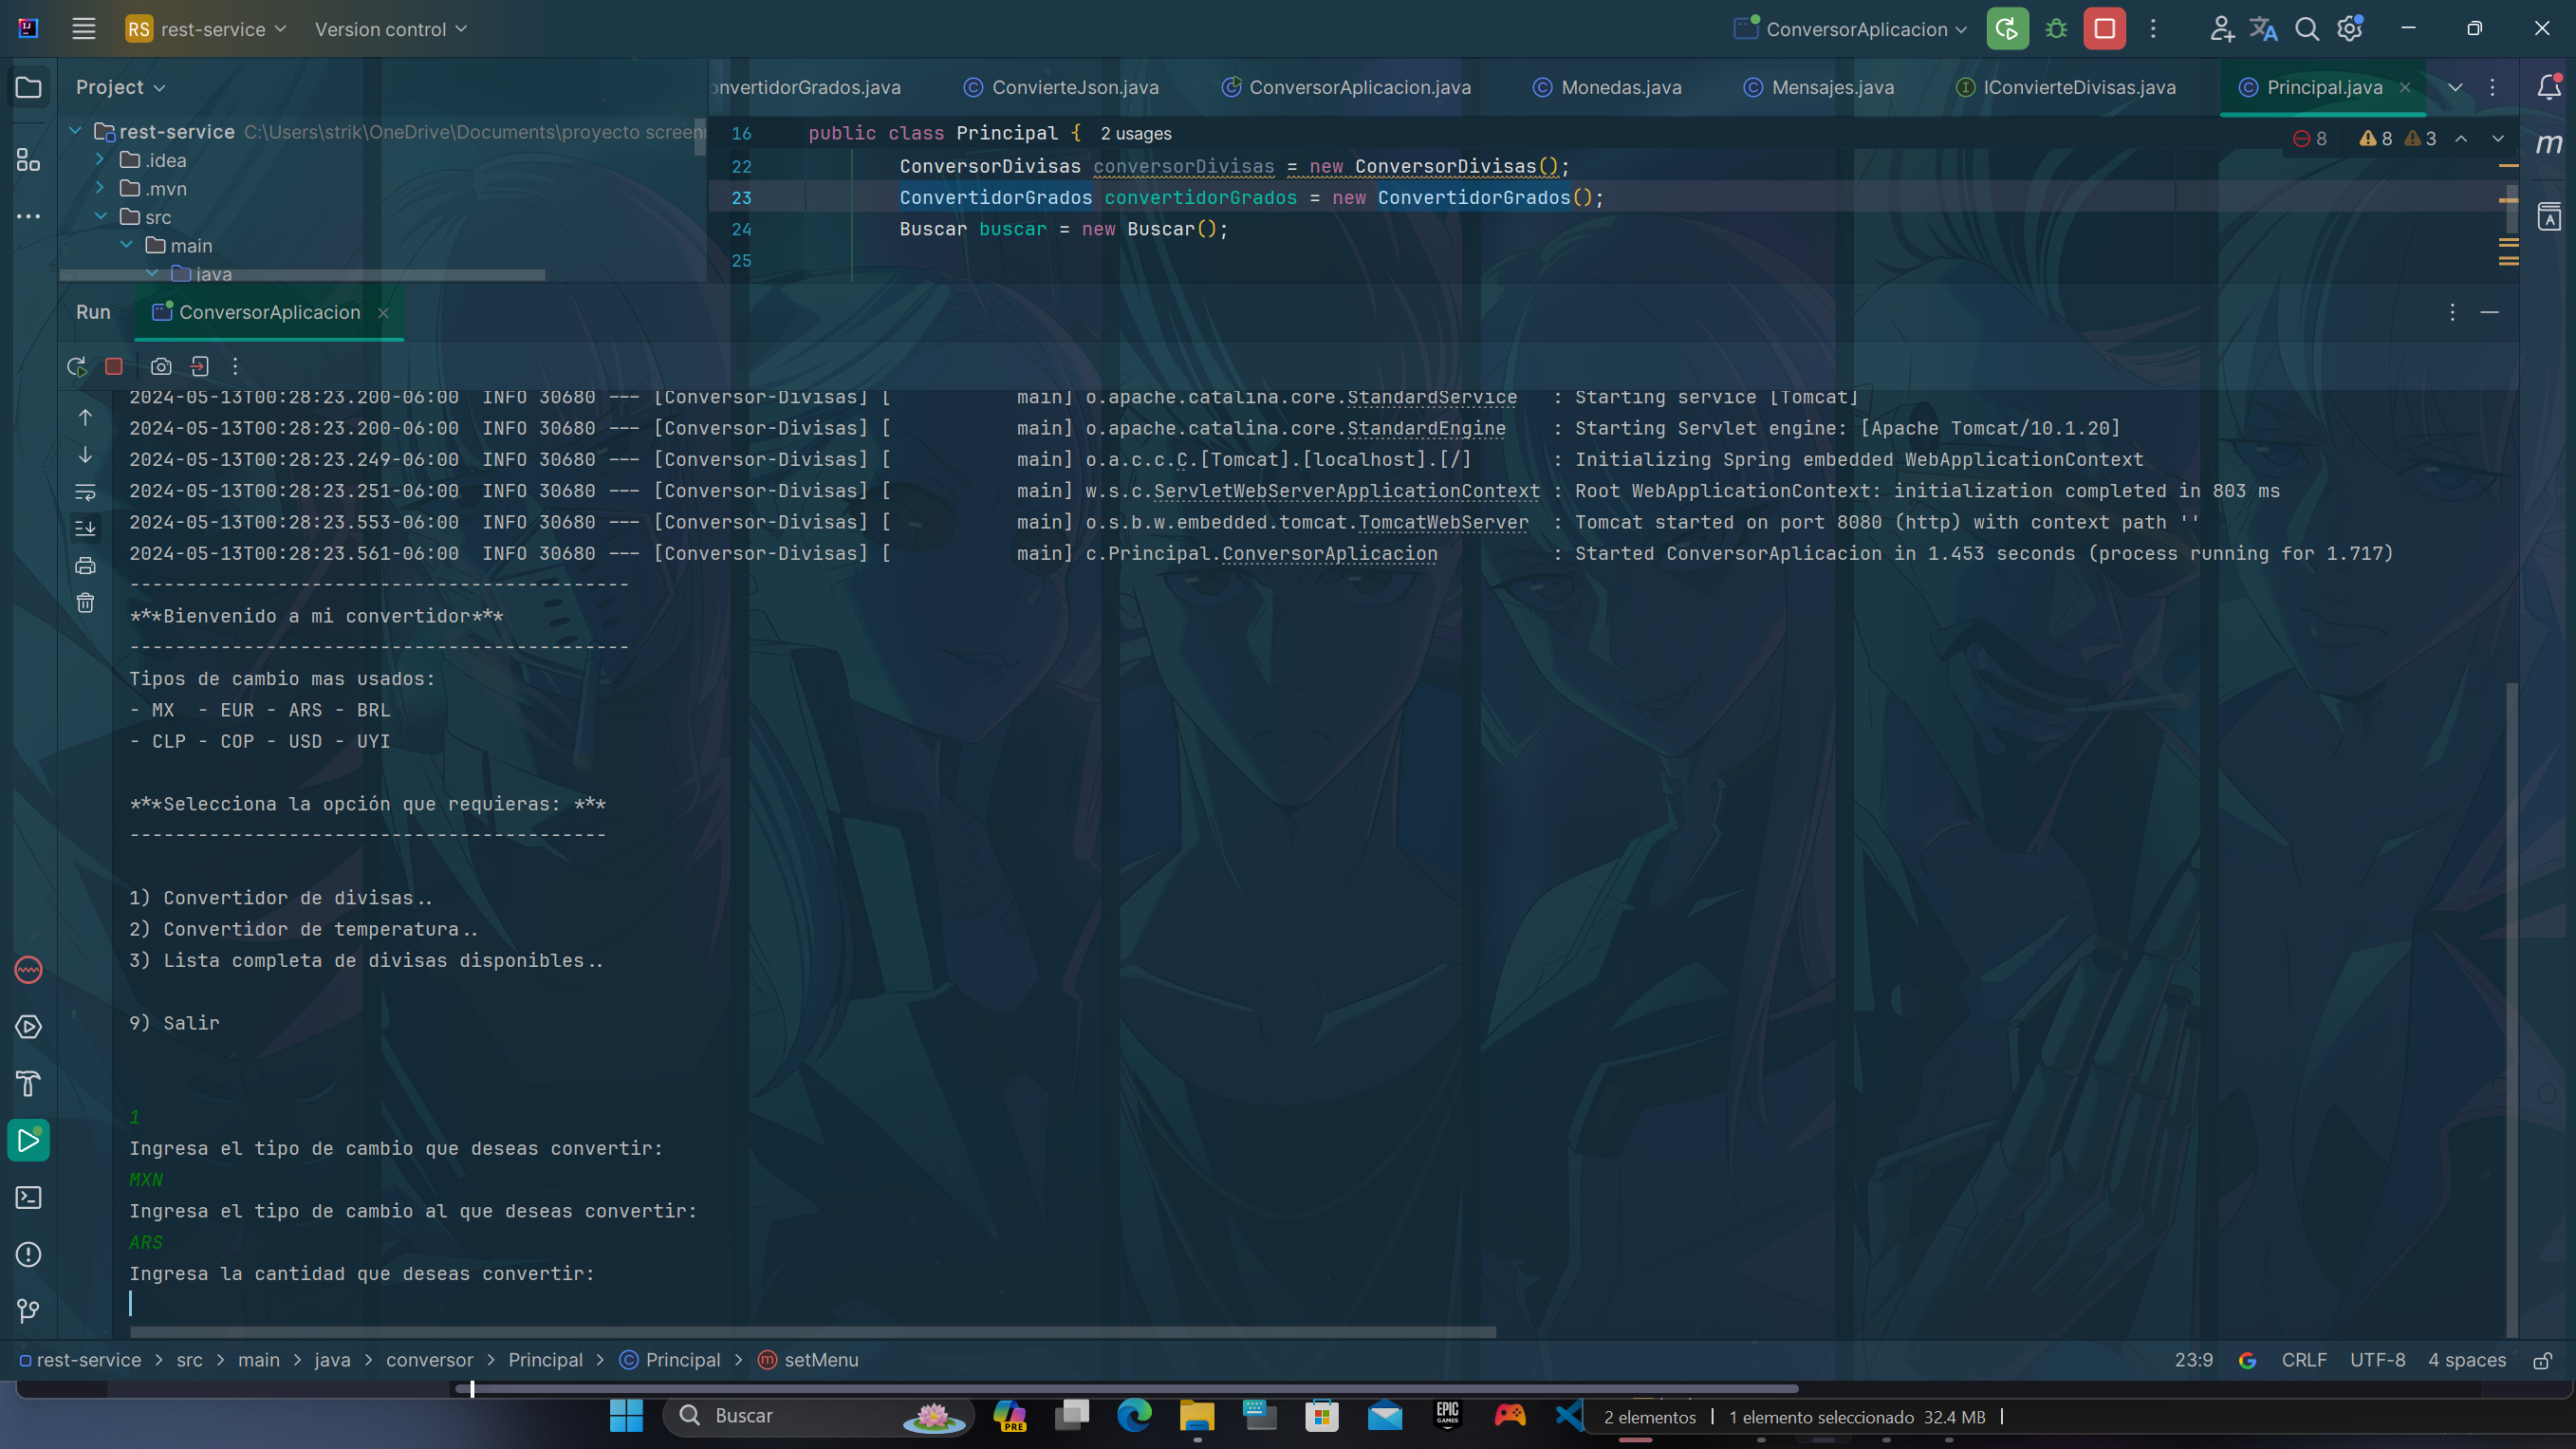 RS rest-service Version control ConversorAplicacion
Project
onvertidorGrados.java ConvierteJson.java ConversorAplicacion.java Monedas.java Mensajes.java IConvierteDivisas.java Principal.java
rest-service C:\Users\strik\OneDrive\Documents\proyecto screen
.idea
.mvn
src
main
java
16 public class Principal { 2 usages
8 8 3
22 ConversorDivisas conversorDivisas = new ConversorDivisas();
23 ConvertidorGrados convertidorGrados = new ConvertidorGrados();
24 Buscar buscar = new Buscar();
25
Run ConversorAplicacion
2024-05-13T00:28:23.200-06:00 INFO 30680 --- [Conversor-Divisas] [ main] o.apache.catalina.core.StandardService : Starting service [Tomcat]
2024-05-13T00:28:23.200-06:00 INFO 30680 --- [Conversor-Divisas] [ main] o.apache.catalina.core.StandardEngine : Starting Servlet engine: [Apache Tomcat/10.1.20]
2024-05-13T00:28:23.249-06:00 INFO 30680 --- [Conversor-Divisas] [ main] o.a.c.c.C.[Tomcat].[localhost].[/] : Initializing Spring embedded WebApplicationContext
2024-05-13T00:28:23.251-06:00 INFO 30680 --- [Conversor-Divisas] [ main] w.s.c.ServletWebServerApplicationContext : Root WebApplicationContext: initialization completed in 803 ms
2024-05-13T00:28:23.553-06:00 INFO 30680 --- [Conversor-Divisas] [ main] o.s.b.w.embedded.tomcat.TomcatWebServer : Tomcat started on port 8080 (http) with context path ''
2024-05-13T00:28:23.561-06:00 INFO 30680 --- [Conversor-Divisas] [ main] c.Principal.ConversorAplicacion : Started ConversorAplicacion in 1.453 seconds (process running for 1.717)
--------------------------------------------
***Bienvenido a mi convertidor***
--------------------------------------------
Tipos de cambio mas usados:
- MX - EUR - ARS - BRL
- CLP - COP - USD - UYI
***Selecciona la opción que requieras: ***
------------------------------------------
1) Convertidor de divisas..
2) Convertidor de temperatura..
3) Lista completa de divisas disponibles..
9) Salir
1
Ingresa el tipo de cambio que deseas convertir:
MXN
Ingresa el tipo de cambio al que deseas convertir:
ARS
Ingresa la cantidad que deseas convertir:
rest-service > src > main > java > conversor > Principal > Principal > setMenu
23:9 CRLF UTF-8 4 spaces
Buscar PRE EPIC GAMES 2 elementos | 1 elemento seleccionado 32.4 MB |